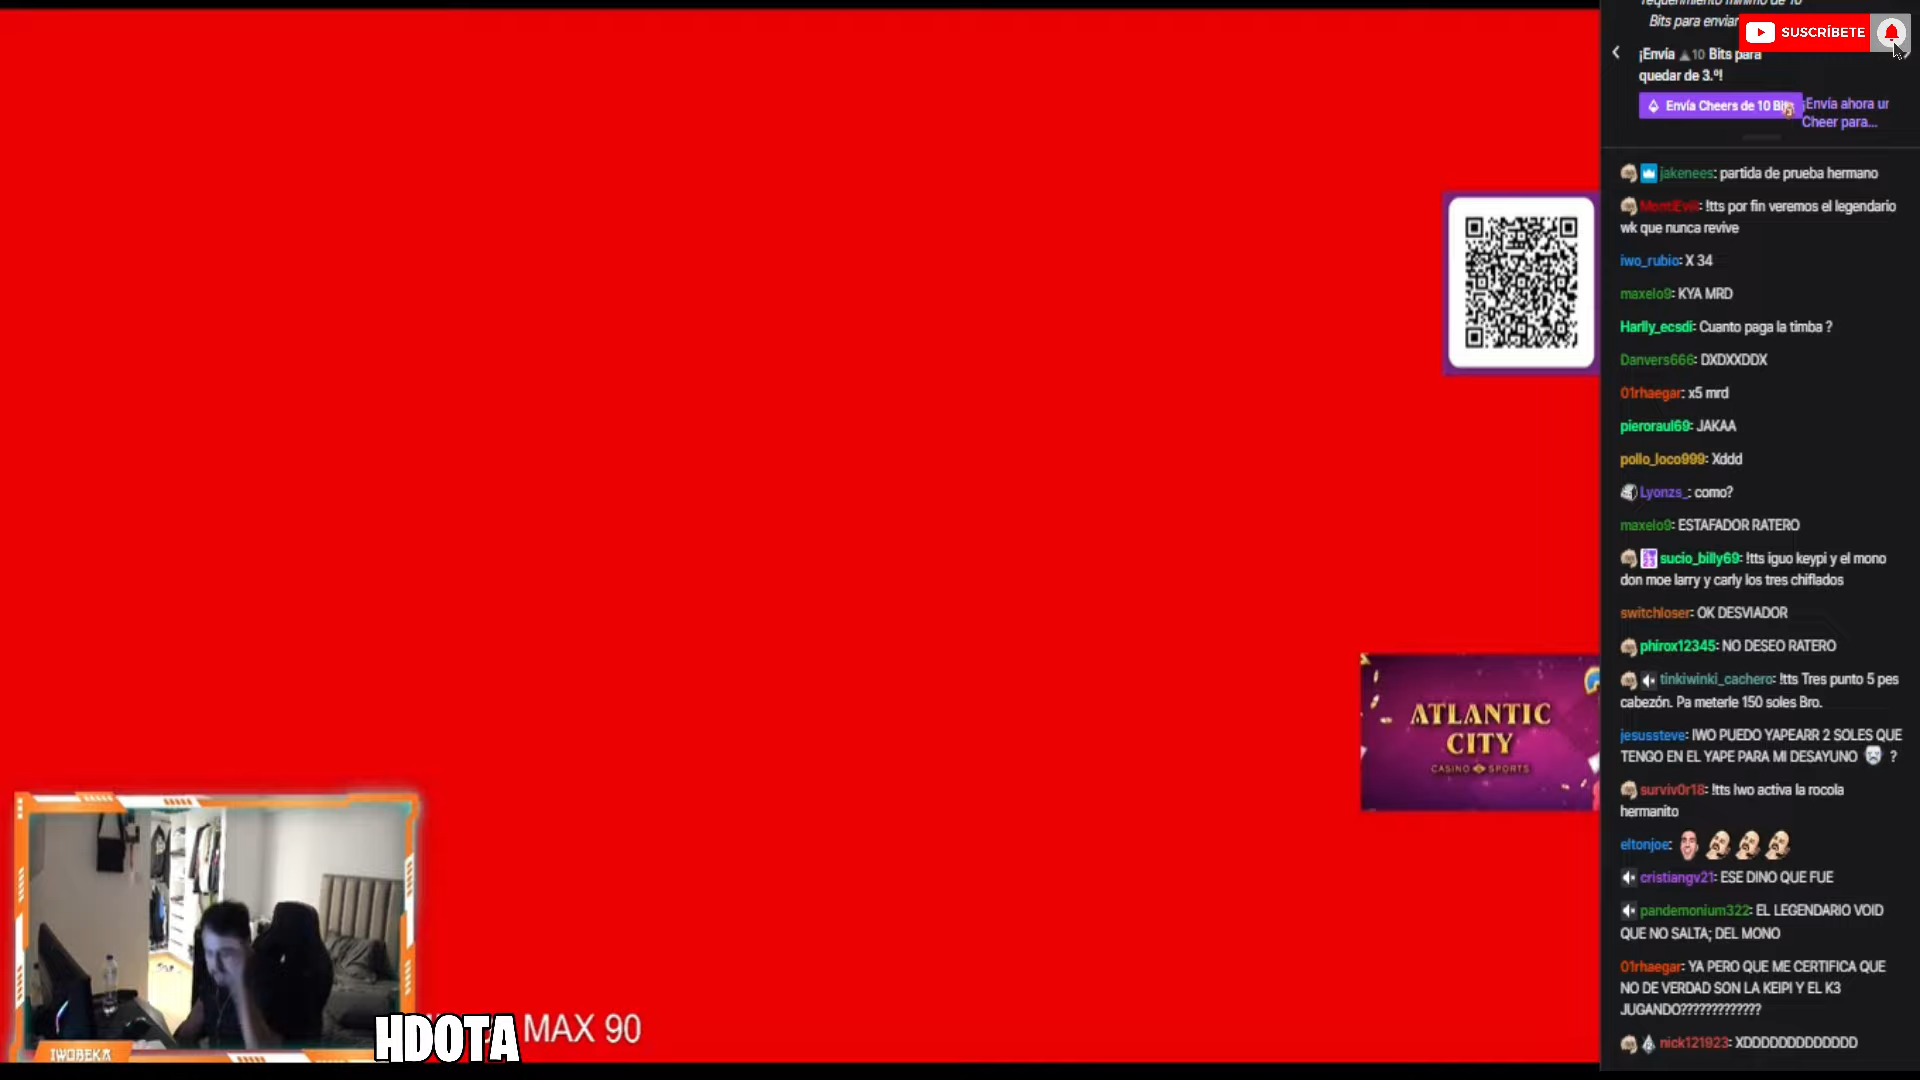 requerimiento mínimo de 10
Bits para enviar
SUSCRÍBETE
¡Envía 10 Bits para
quedar de 3.º!
Envía Cheers de 10 Bits
¡Envía ahora un
Cheer para...
jakenees: partida de prueba hermano
MontiEvil: !tts por fin veremos el legendario
wk que nunca revive
iwo_rubio: X 34
maxelo9: KYA MRD
Harlly_ecsdi: Cuanto paga la timba ?
Danvers666: DXDXXDDX
01rhaegar: x5 mrd
pieroraul69: JAKAA
pollo_loco999: Xddd
Lyonzs_: como?
maxelo9: ESTAFADOR RATERO
sucio_billy69: !tts iguo keypi y el mono
don moe larry y carly los tres chiflados
switchloser: OK DESVIADOR
phirox12345: NO DESEO RATERO
tinkiwinki_cachero: !tts Tres punto 5 pes
cabezón. Pa meterle 150 soles Bro.
jesussteve: IWO PUEDO YAPEARR 2 SOLES QUE
TENGO EN EL YAPE PARA MI DESAYUNO ?
surviv0r18: !tts Iwo activa la rocola
hermanito
eltonjoe:
cristiangv21: ESE DINO QUE FUE
pandemonium322: EL LEGENDARIO VOID
QUE NO SALTA; DEL MONO
01rhaegar: YA PERO QUE ME CERTIFICA QUE
NO DE VERDAD SON LA KEIPI Y EL K3
JUGANDO?????????????
nick121923: XDDDDDDDDDDDDD
ATLANTIC
CITY
CASINO SPORTS
IWOBEKA
HDOTA
MAX 90